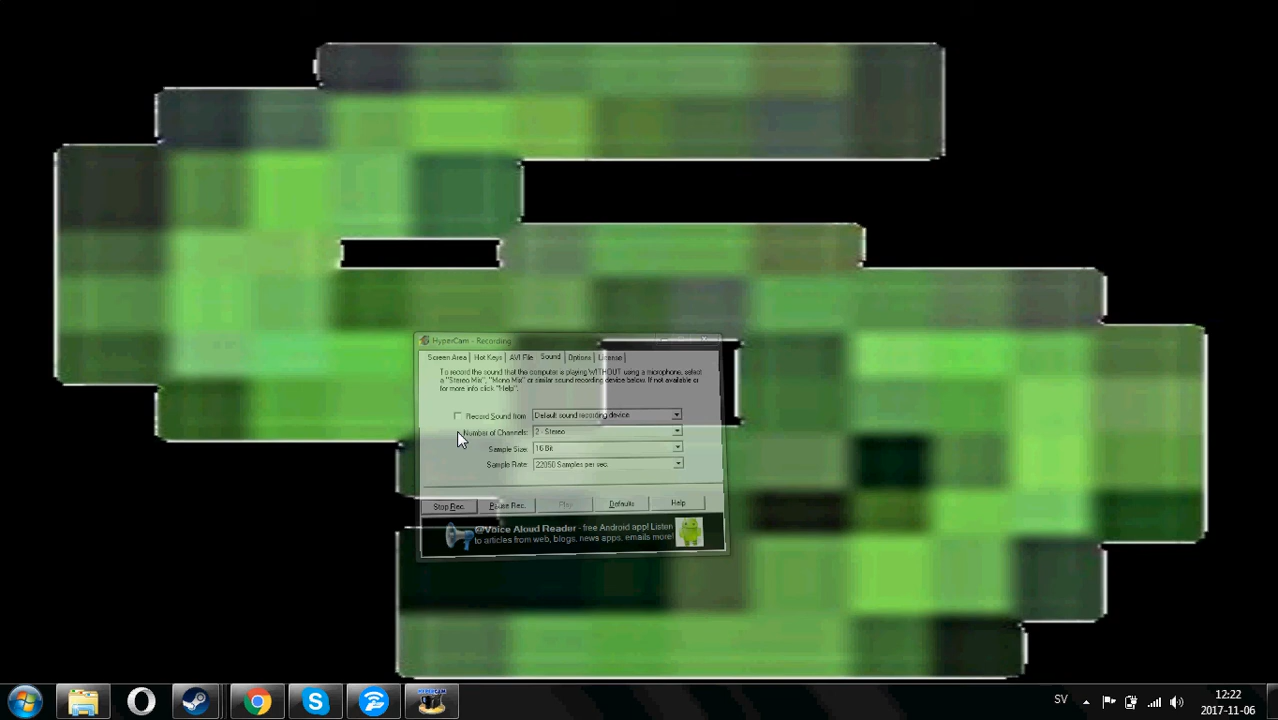 HyperCam - Recording
Screen Area Hot Keys AVI File Sound Options License
To record the sound that the computer is playing WITHOUT using a microphone, select
a "Stereo Mix", "Mono Mix" or similar sound recording device below. If not available or
for more info click "Help".
Record Sound from Default sound recording device
Number of Channels: 2 - Stereo
Sample Size: 16 Bit
Sample Rate: 22050 Samples per sec.
Stop Rec. Pause Rec. Play Defaults Help
@Voice Aloud Reader - free Android app! Listen
to articles from web, blogs, news apps, emails more!
HYPERCAM
SV 12:22
2017-11-06